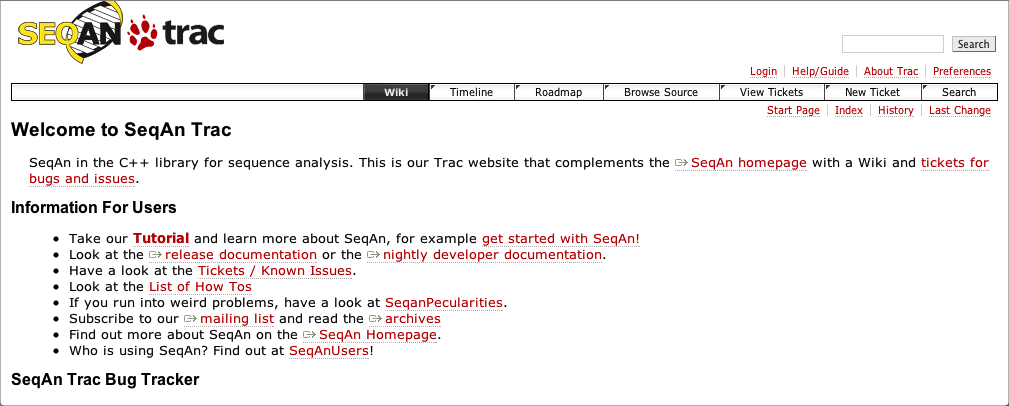 SEQAN trac
Search
Login Help/Guide About Trac Preferences
Wiki Timeline Roadmap Browse Source View Tickets New Ticket Search
Start Page Index History Last Change
Welcome to SeqAn Trac
SeqAn in the C++ library for sequence analysis. This is our Trac website that complements the SeqAn homepage with a Wiki and tickets for
bugs and issues.
Information For Users
• Take our Tutorial and learn more about SeqAn, for example get started with SeqAn!
• Look at the release documentation or the nightly developer documentation.
• Have a look at the Tickets / Known Issues.
• Look at the List of How Tos
• If you run into weird problems, have a look at SeqanPecularities.
• Subscribe to our mailing list and read the archives
• Find out more about SeqAn on the SeqAn Homepage.
• Who is using SeqAn? Find out at SeqAnUsers!
SeqAn Trac Bug Tracker